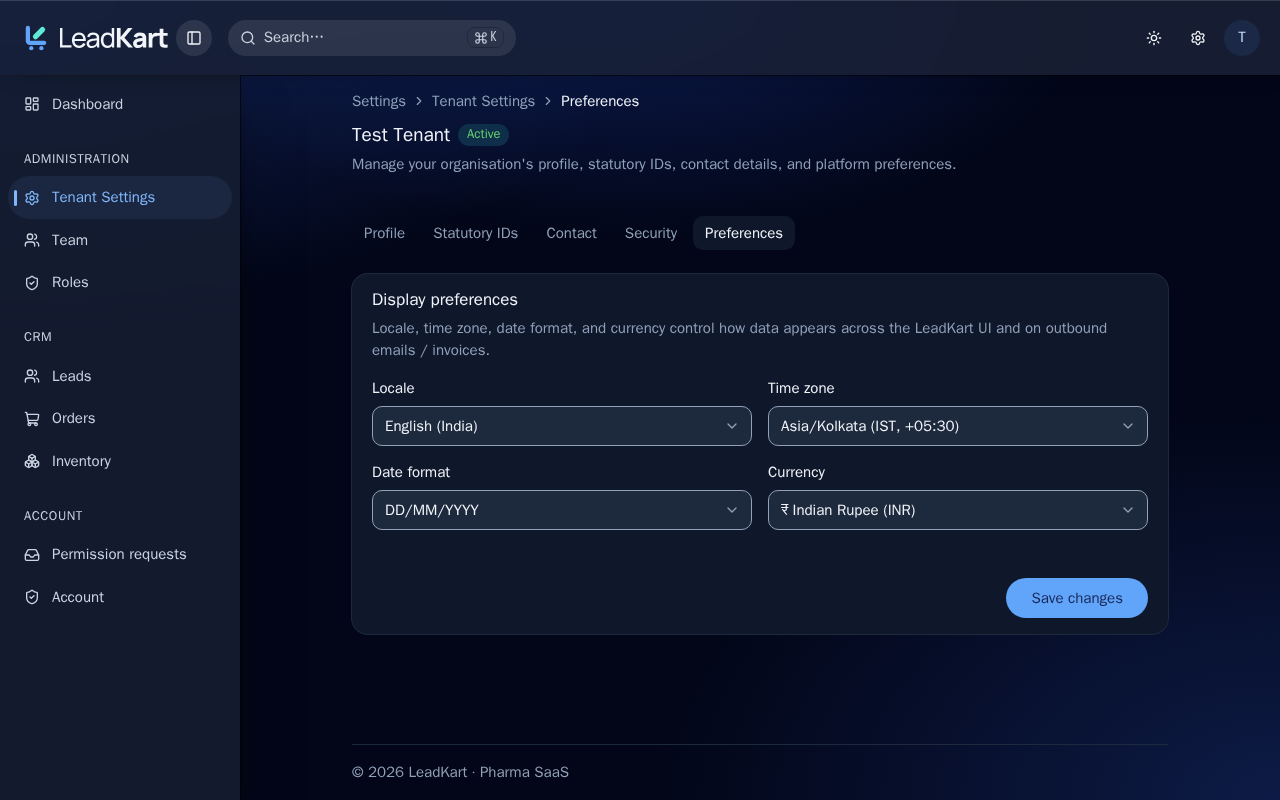 LeadKart
Search…
⌘K
T
Dashboard
ADMINISTRATION
Tenant Settings
Team
Roles
CRM
Leads
Orders
Inventory
ACCOUNT
Permission requests
Account
Settings > Tenant Settings > Preferences
Test Tenant Active
Manage your organisation's profile, statutory IDs, contact details, and platform preferences.
Profile Statutory IDs Contact Security Preferences
Display preferences
Locale, time zone, date format, and currency control how data appears across the LeadKart UI and on outbound
emails / invoices.
Locale
English (India)
Time zone
Asia/Kolkata (IST, +05:30)
Date format
DD/MM/YYYY
Currency
₹ Indian Rupee (INR)
Save changes
© 2026 LeadKart · Pharma SaaS